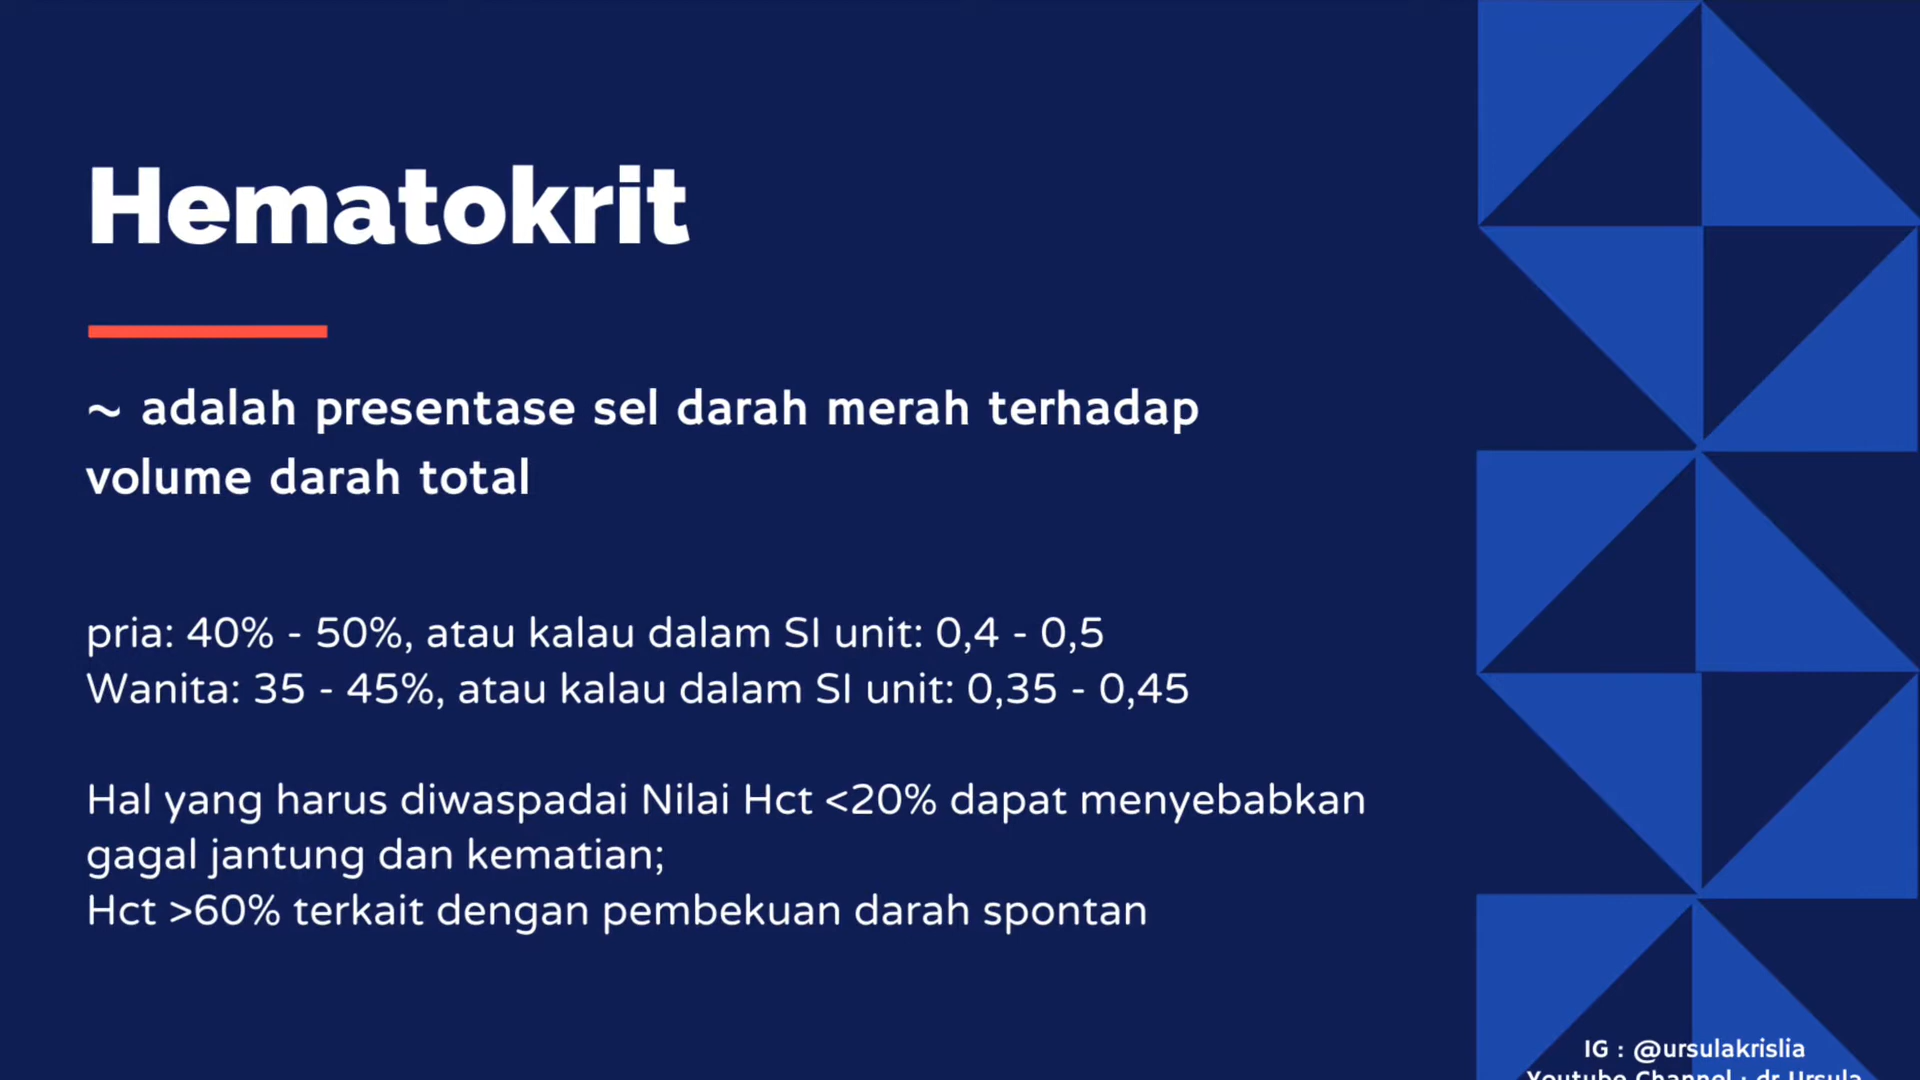 Hematokrit
~ adalah presentase sel darah merah terhadap
volume darah total
pria: 40% - 50%, atau kalau dalam SI unit: 0,4 - 0,5
Wanita: 35 - 45%, atau kalau dalam SI unit: 0,35 - 0,45
Hal yang harus diwaspadai Nilai Hct <20% dapat menyebabkan
gagal jantung dan kematian;
Hct >60% terkait dengan pembekuan darah spontan
IG : @ursulakrislia
Youtube Channel : dr Ursula